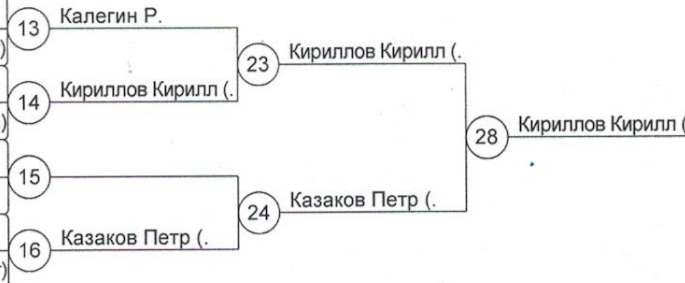 )
13
Калегин Р.
23
Кириллов Кирилл (.
14
Кириллов Кирилл (.
)
28
Кириллов Кирилл (
15
24
Казаков Петр (.
16
Казаков Петр (.
)